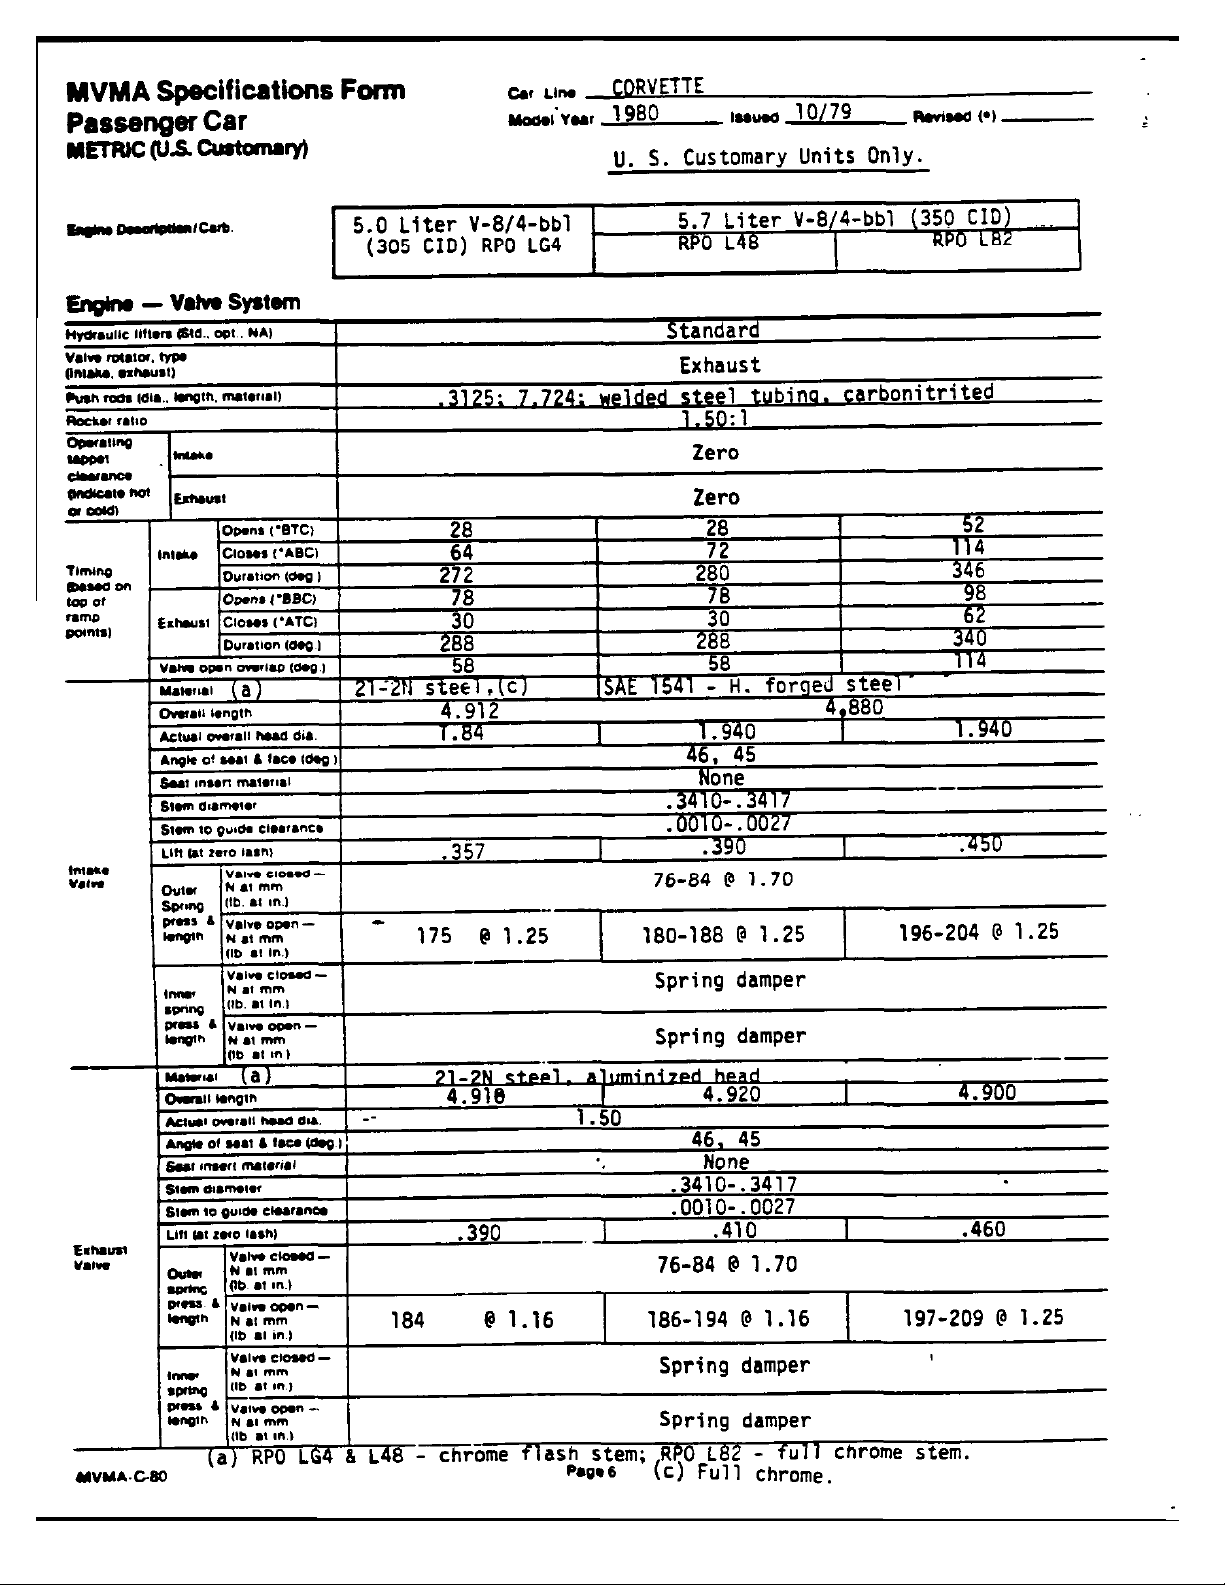 MVMA Specifications Form
Passenger Car
METRIC (U.S. Customary)
Car Line CORVETTE
Model Year 1980 Issued 10/79 Revised (•)
U. S. Customary Units Only.
Engine Description/Carb.
5.0 Liter V-8/4-bbl
(305 CID) RPO LG4
5.7 Liter V-8/4-bbl (350 CID)
RPO L48 RPO L82
Engine — Valve System
Hydraulic lifters (Std., opt., NA) Standard
Valve rotator, type
(intake, exhaust) Exhaust
Push rods (dia., length, material) .3125; 7.724; welded steel tubing, carbonitrited
Rocker ratio 1.50:1
Operating
tappet
clearance
(indicate hot
or cold)
Intake Zero
Exhaust Zero
Timing
(based on
top of
ramp
points)
Intake
Opens (°BTC) 28 28 52
Closes (°ABC) 64 72 114
Duration (deg.) 272 280 346
Exhaust
Opens (°BBC) 78 78 98
Closes (°ATC) 30 30 62
Duration (deg.) 288 288 340
Valve open overlap (deg.) 58 58 114
Intake
Valve
Material (a) 21-2N steel,(c) SAE 1541 - H. forged steel
Overall length 4.912 4.880
Actual overall head dia. 1.84 1.940 1.940
Angle of seat & face (deg.) 46, 45
Seat insert material None
Stem diameter .3410-.3417
Stem to guide clearance .0010-.0027
Lift (at zero lash) .357 .390 .450
Outer
Spring
press &
length
Valve closed —
N at mm
(lb. at in.)
76-84 @ 1.70
Valve open —
N at mm
(lb at in.)
175 @ 1.25 180-188 @ 1.25 196-204 @ 1.25
Inner
spring
press &
length
Valve closed —
N at mm
(lb. at in.)
Spring damper
Valve open —
N at mm
(lb at in)
Spring damper
Exhaust
Valve
Material (a) 21-2N steel, aluminized head
Overall length 4.918 4.920 4.900
Actual overall head dia. -- 1.50
Angle of seat & face (deg.) 46, 45
Seat insert material None
Stem diameter .3410-.3417
Stem to guide clearance .0010-.0027
Lift (at zero lash) .390 .410 .460
Outer
spring
press. &
length
Valve closed —
N at mm
(lb. at in.)
76-84 @ 1.70
Valve open —
N at mm
(lb at in.)
184 @ 1.16 186-194 @ 1.16 197-209 @ 1.25
Inner
spring
press &
length
Valve closed —
N at mm
(lb at in.)
Spring damper
Valve open —
N at mm
(lb at in.)
Spring damper
(a) RPO LG4 & L48 - chrome flash stem; RPO L82 - full chrome stem.
MVMA-C-80 Page 6 (c) Full chrome.